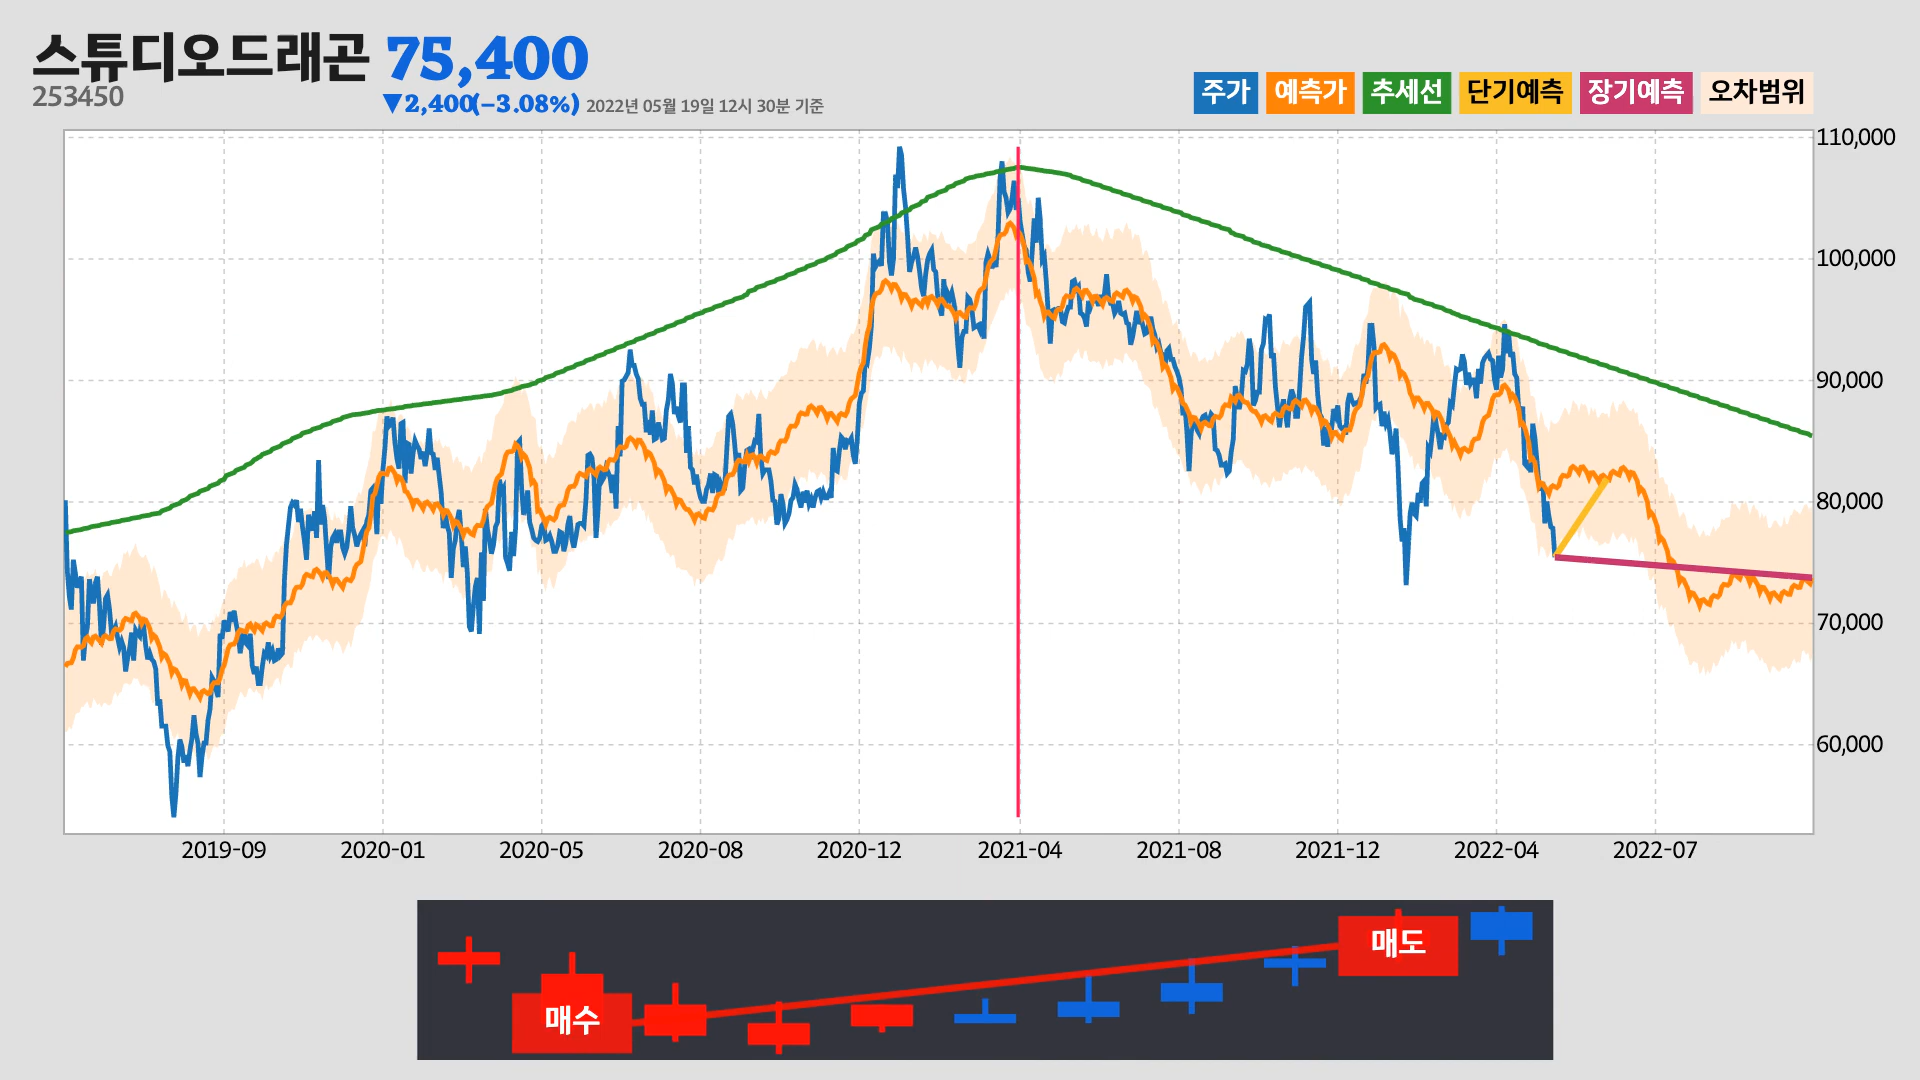 스튜디오드래곤 75,400
253450
▼2,400(−3.08%) 2022년 05월 19일 12시 30분 기준
주가 예측가 추세선 단기예측 장기예측 오차범위
110,000
100,000
90,000
80,000
70,000
60,000
2019-09 2020-01 2020-05 2020-08 2020-12 2021-04 2021-08 2021-12 2022-04 2022-07
매도
매수